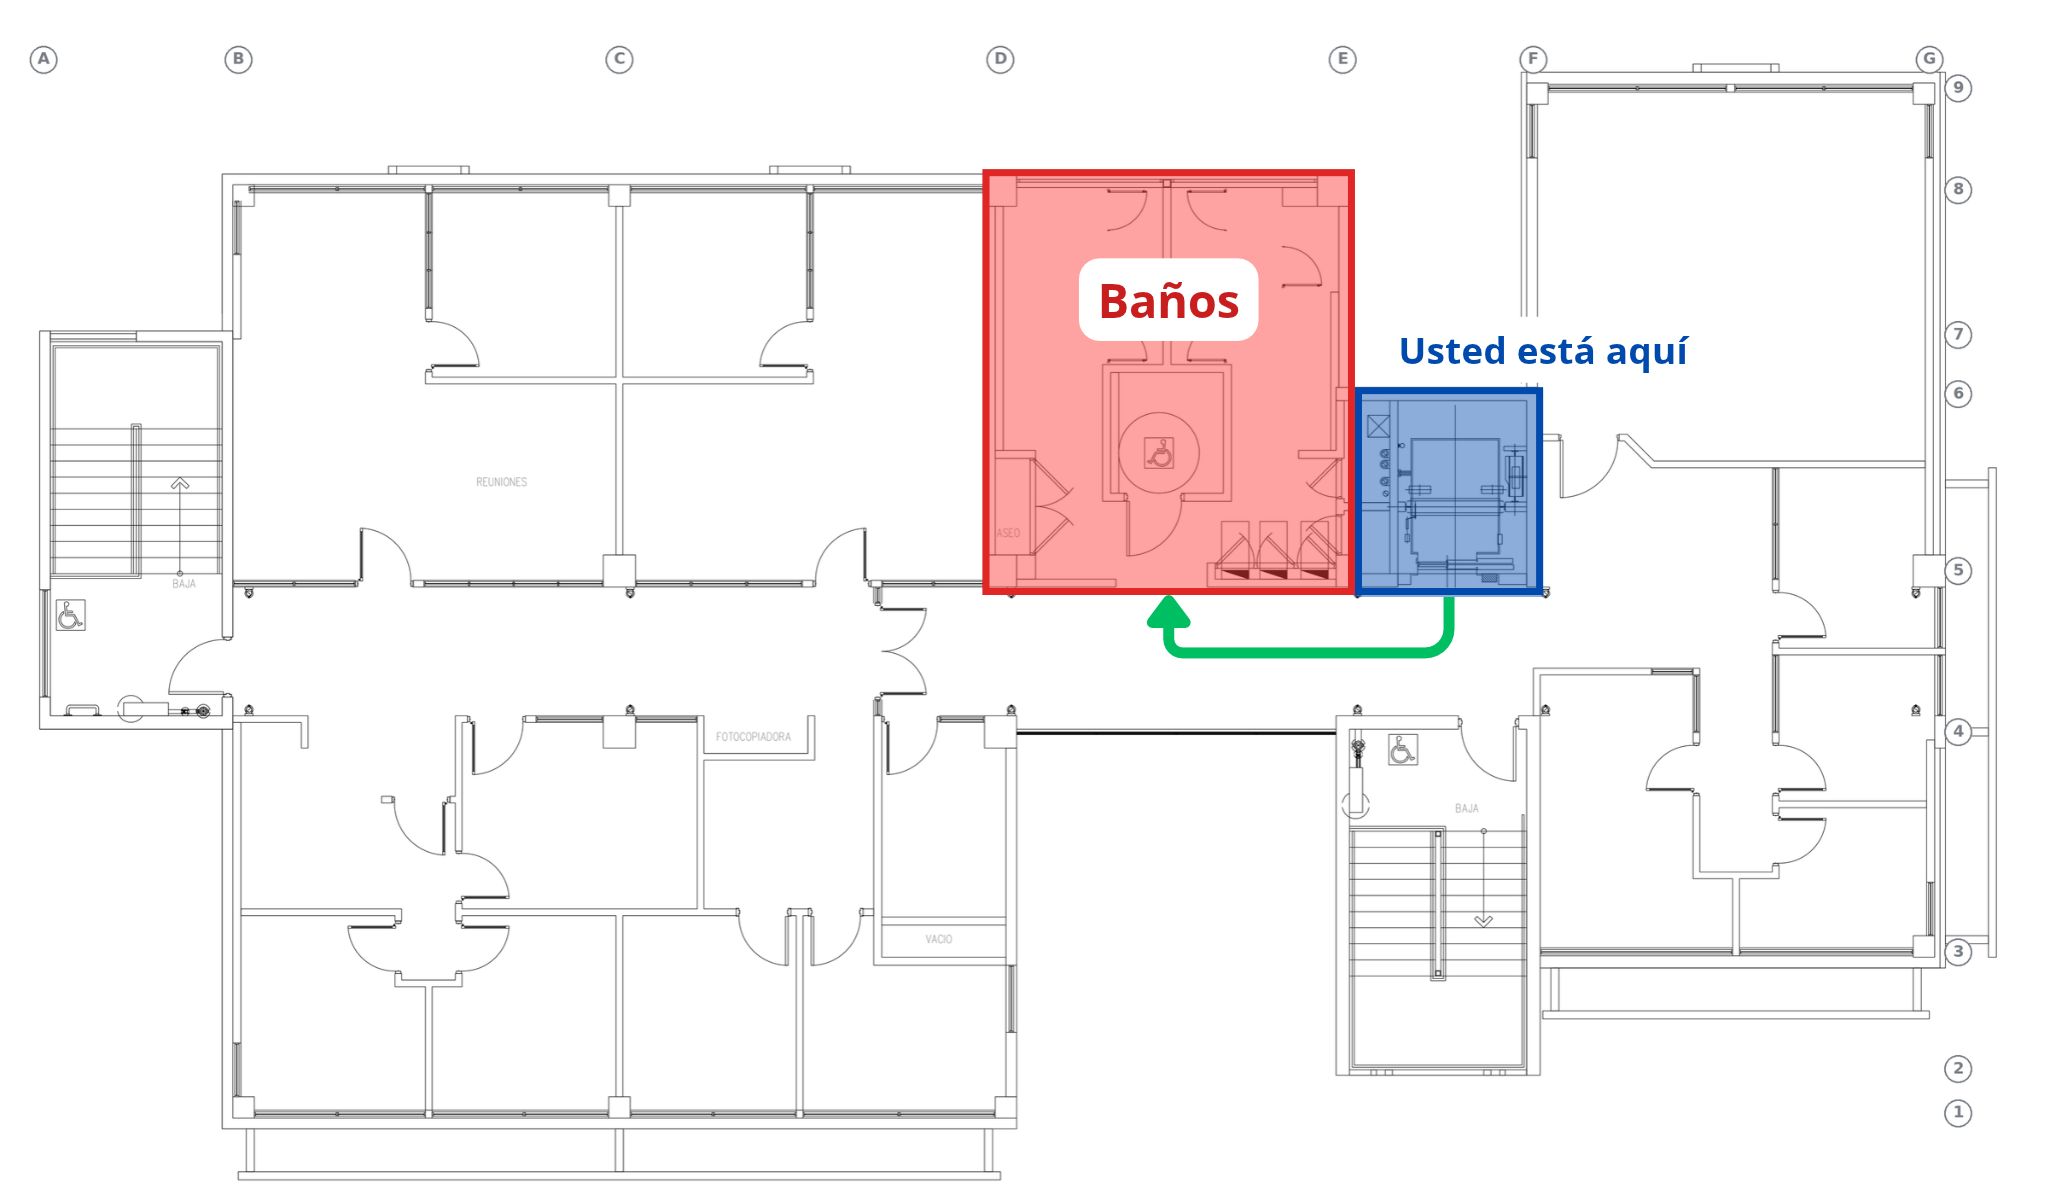 A B C D E F G
9
8
Baños
7
Usted está aquí
6
REUNIONES
ASEO
5
BAJA
4
FOTOCOPIADORA
BAJA
VACIO
3
2
1